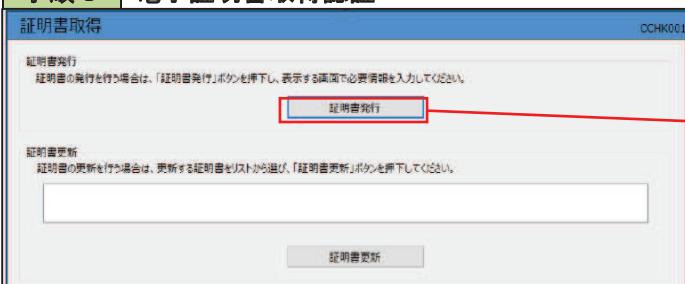 証明書取得
CCHK001
証明書発行
証明書の発行を行う場合は、「証明書発行」ボタンを押下し、表示する画面で必要情報を入力してください。
証明書発行
証明書更新
証明書の更新を行う場合は、更新する証明書をリストから選び、「証明書更新」ボタンを押下してください。
証明書更新